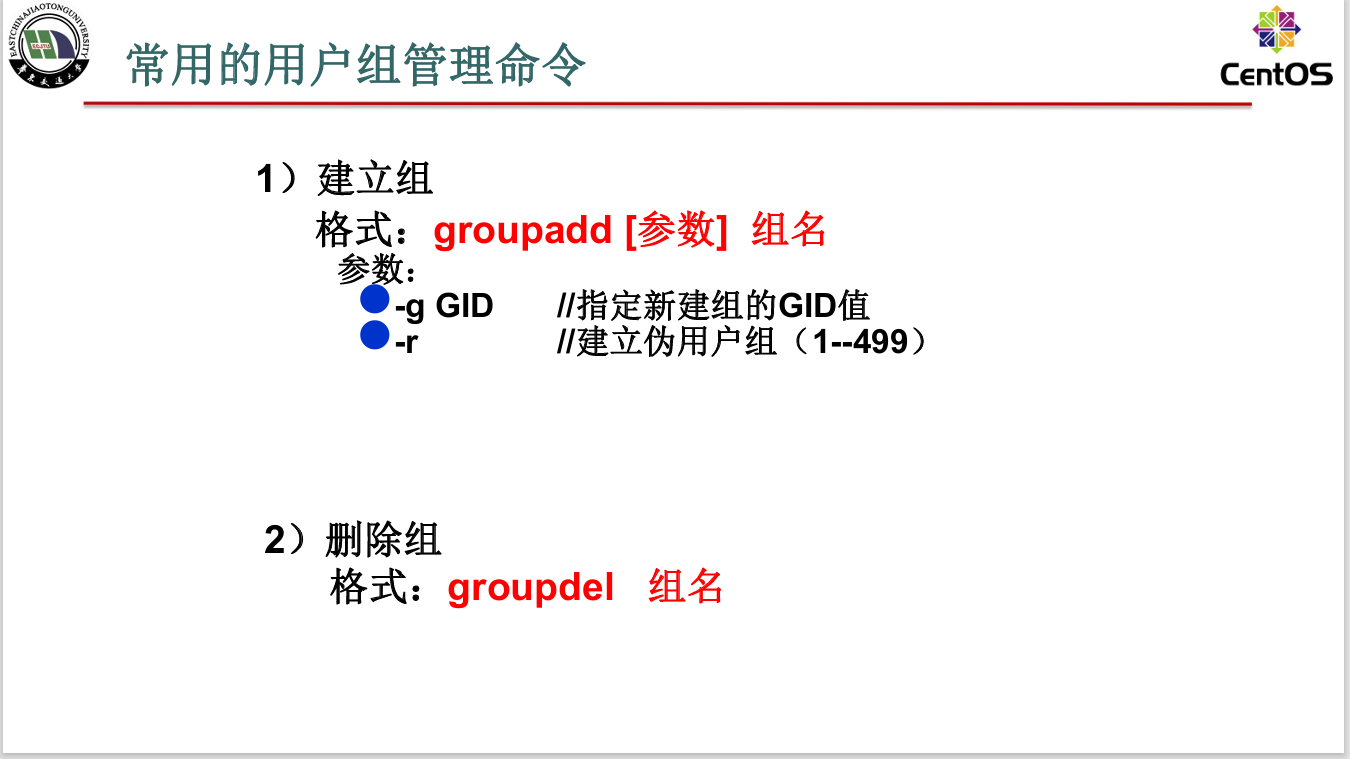 EASTCHINAJIAOTONGUNIVERSITY
ECJTU
华东交通大学
常用的用户组管理命令
CentOS
1）建立组
格式：groupadd [参数] 组名
参数：
-g GID //指定新建组的GID值
-r //建立伪用户组（1--499）
2）删除组
格式：groupdel 组名